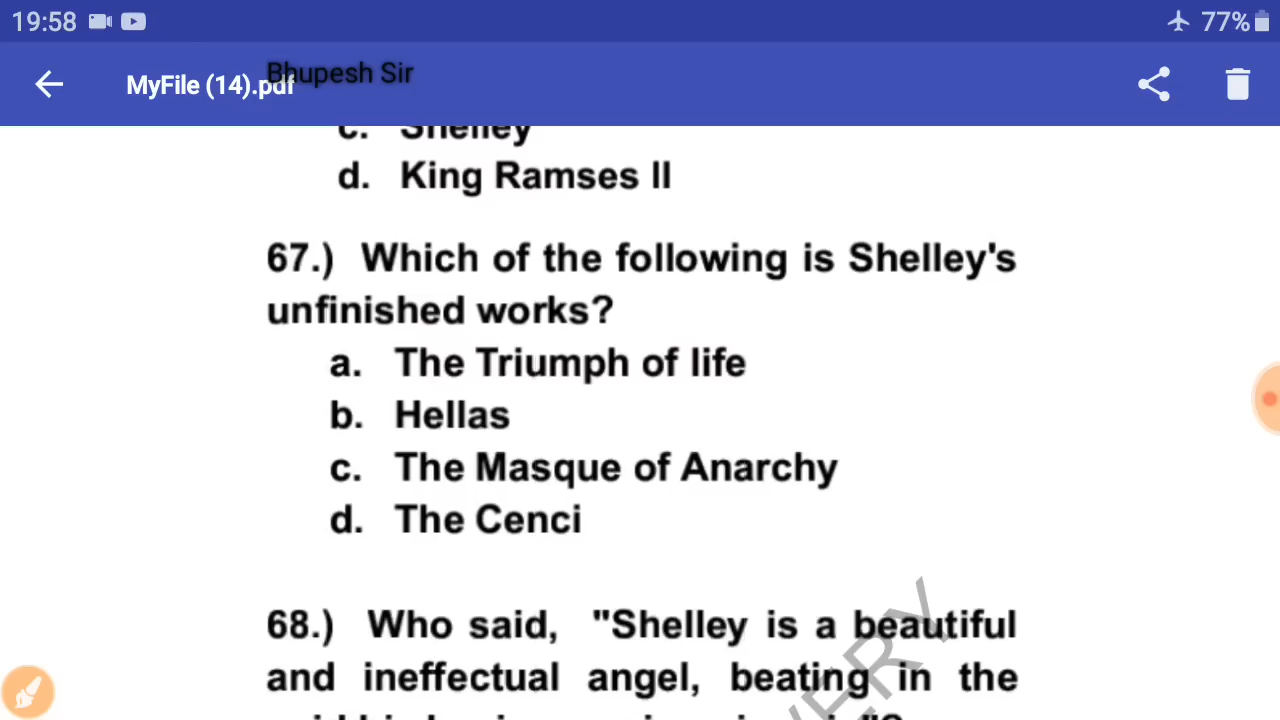 19:58 77%
Bhupesh Sir
MyFile (14).pdf
c. Shelley
d. King Ramses II
67.) Which of the following is Shelley's
unfinished works?
a. The Triumph of life
b. Hellas
c. The Masque of Anarchy
d. The Cenci
68.) Who said, "Shelley is a beautiful
and ineffectual angel, beating in the